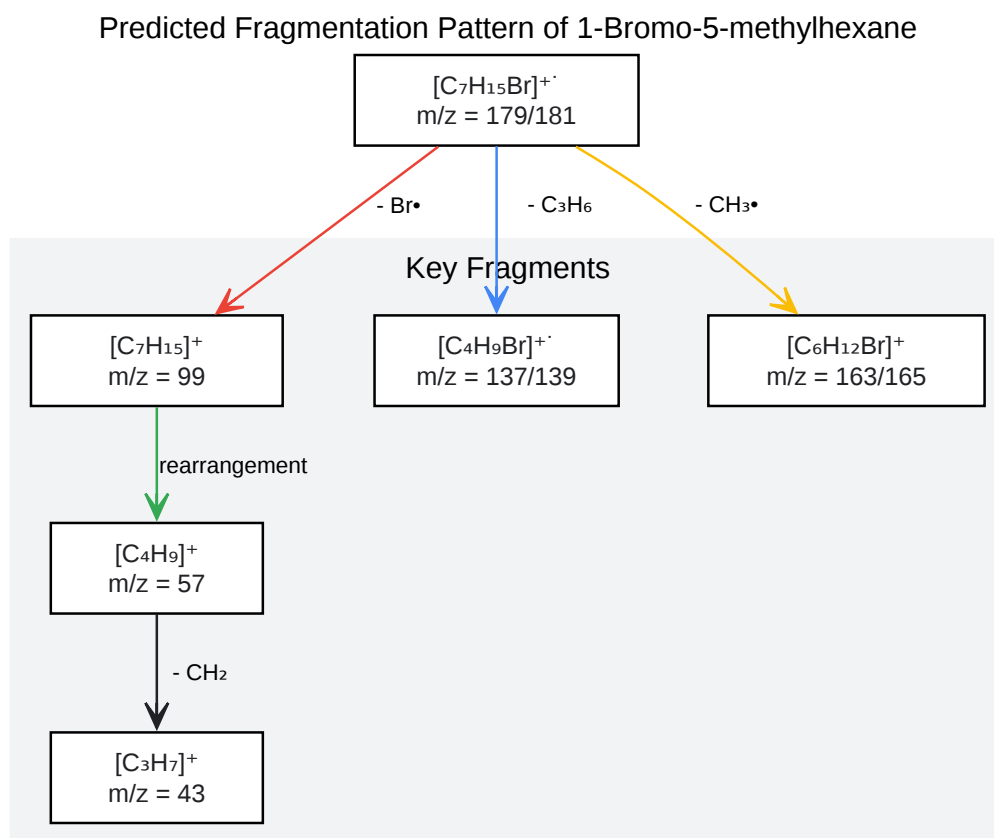 Predicted Fragmentation Pattern of 1-Bromo-5-methylhexane
[C₇H₁₅Br]⁺˙
m/z = 179/181
- Br•
- C₃H₆
- CH₃•
Key Fragments
[C₇H₁₅]⁺
m/z = 99
[C₄H₉Br]⁺˙
m/z = 137/139
[C₆H₁₂Br]⁺
m/z = 163/165
rearrangement
[C₄H₉]⁺
m/z = 57
- CH₂
[C₃H₇]⁺
m/z = 43